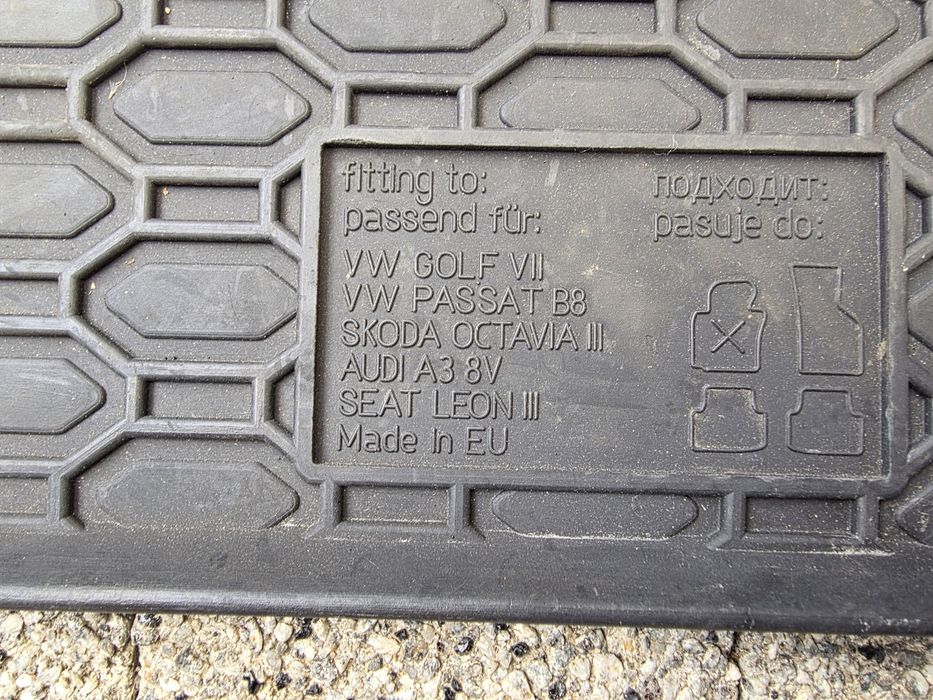 fitting to:
passend für:
подходит:
pasuje do:
VW GOLF VII
VW PASSAT B8
SKODA OCTAVIA III
AUDI A3 8V
SEAT LEON III
Made in EU